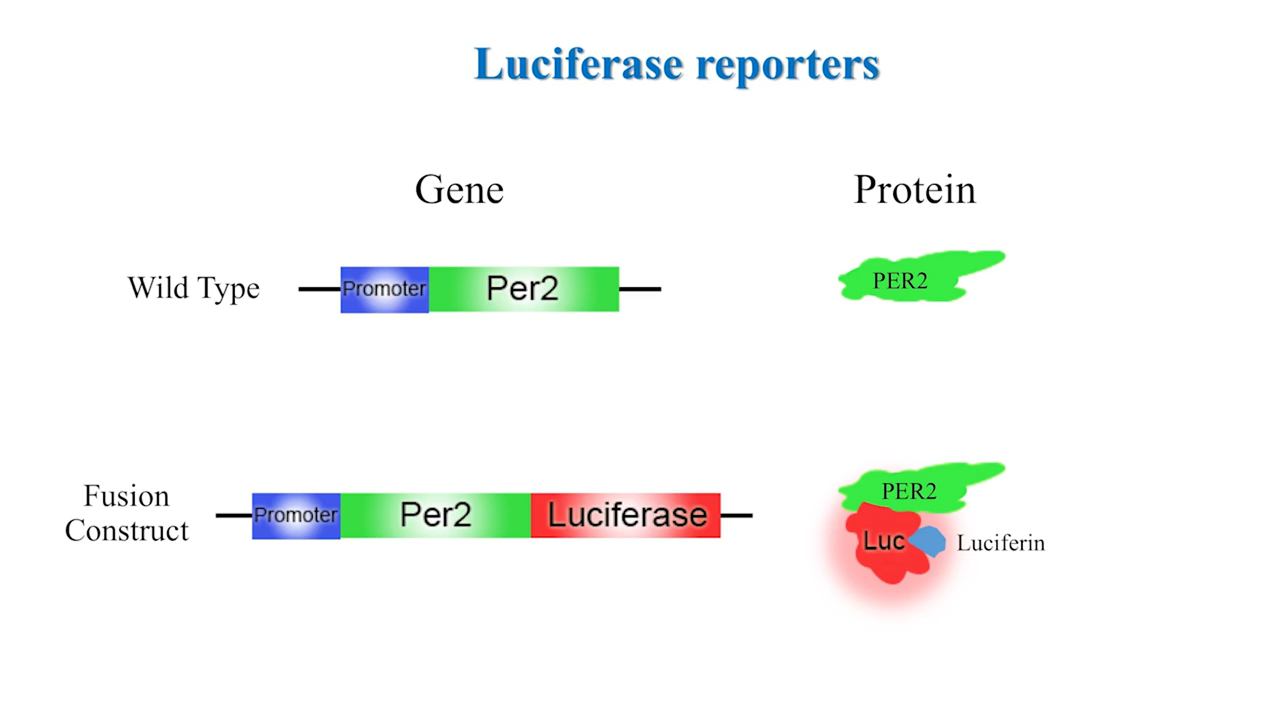 Luciferase reporters
Gene
Protein
Wild Type
Promoter
Per2
PER2
Fusion
Construct
Promoter
Per2
Luciferase
PER2
Luc
Luciferin